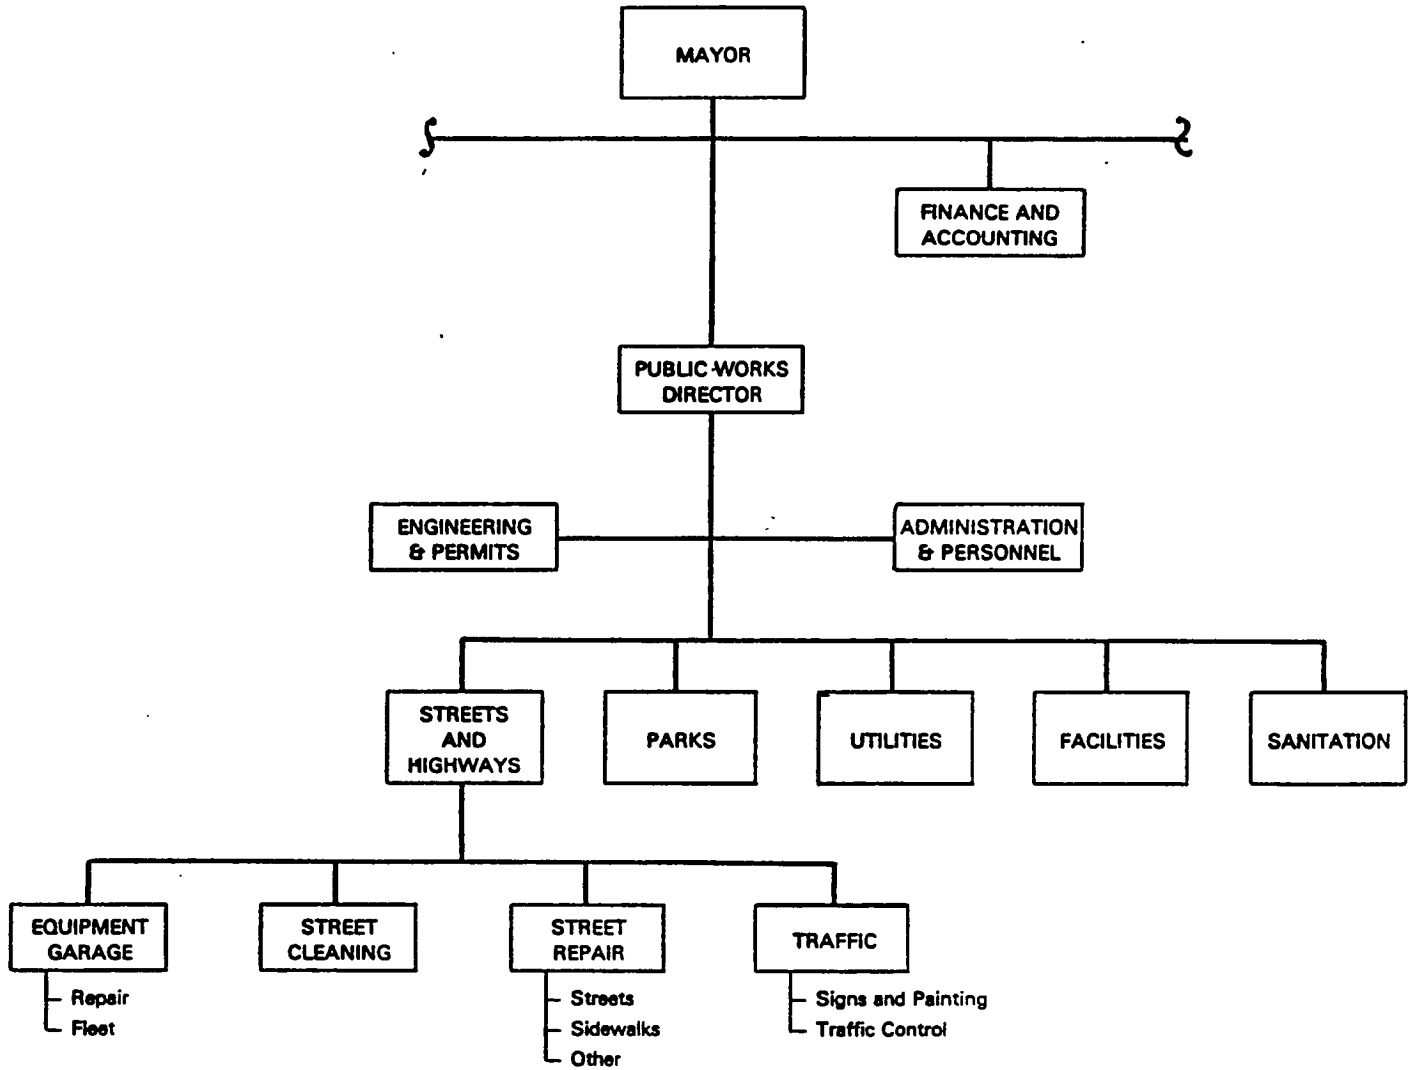 MAYOR
FINANCE AND
ACCOUNTING
PUBLIC WORKS
DIRECTOR
ENGINEERING
& PERMITS
ADMINISTRATION
& PERSONNEL
STREETS
AND
HIGHWAYS
PARKS
UTILITIES
FACILITIES
SANITATION
EQUIPMENT
GARAGE
Repair
Fleet
STREET
CLEANING
STREET
REPAIR
Streets
Sidewalks
Other
TRAFFIC
Signs and Painting
Traffic Control